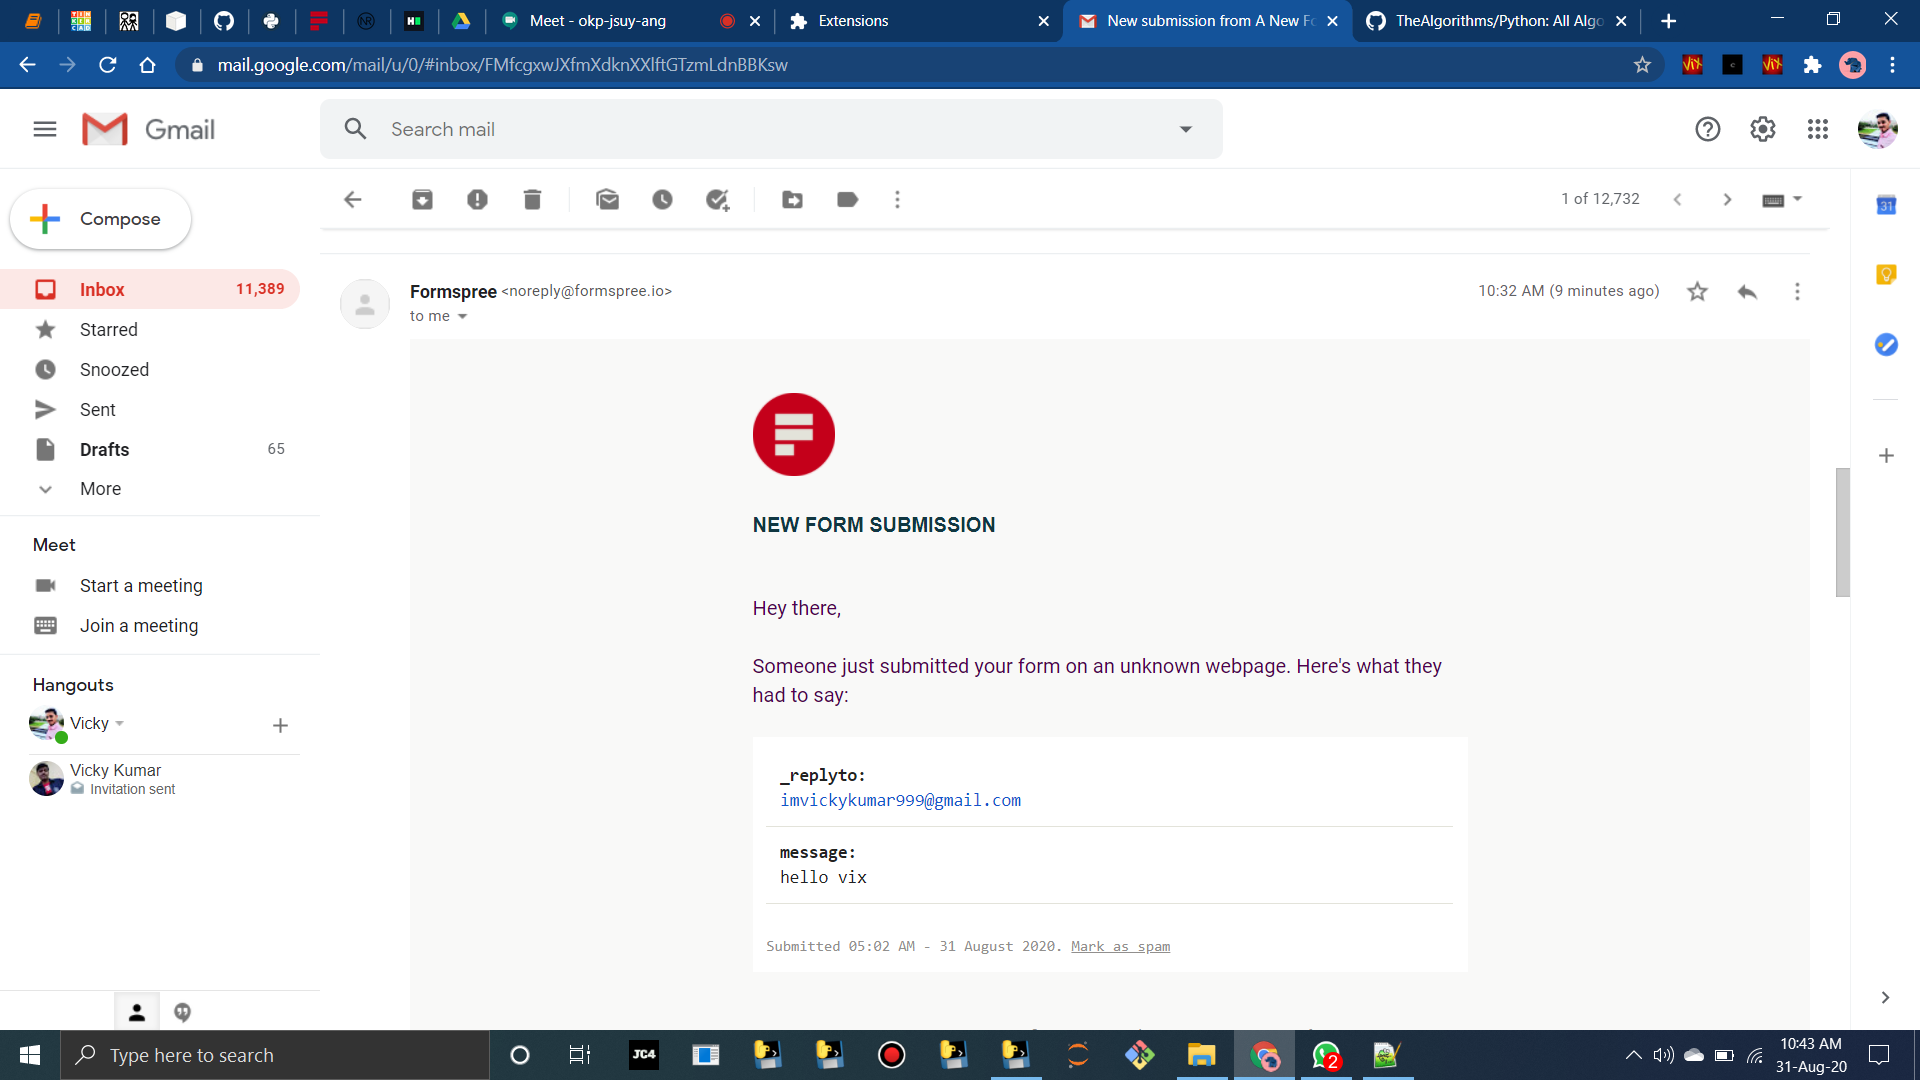 Meet - okp-jsuy-ang
Extensions
New submission from A New Fo
TheAlgorithms/Python: All Algo
mail.google.com/mail/u/0/#inbox/FMfcgxwJXfmXdknXXlftGTzmLdnBBKsw
Gmail
Search mail
Compose
1 of 12,732
Inbox 11,389
Starred
Snoozed
Sent
Drafts 65
More
Meet
Start a meeting
Join a meeting
Hangouts
Vicky
Vicky Kumar
Invitation sent
Formspree <noreply@formspree.io>
10:32 AM (9 minutes ago)
to me
NEW FORM SUBMISSION
Hey there,
Someone just submitted your form on an unknown webpage. Here's what they
had to say:
_replyto:
imvickykumar999@gmail.com
message:
hello vix
Submitted 05:02 AM - 31 August 2020. Mark as spam
31
Type here to search
JC4
2
10:43 AM
31-Aug-20